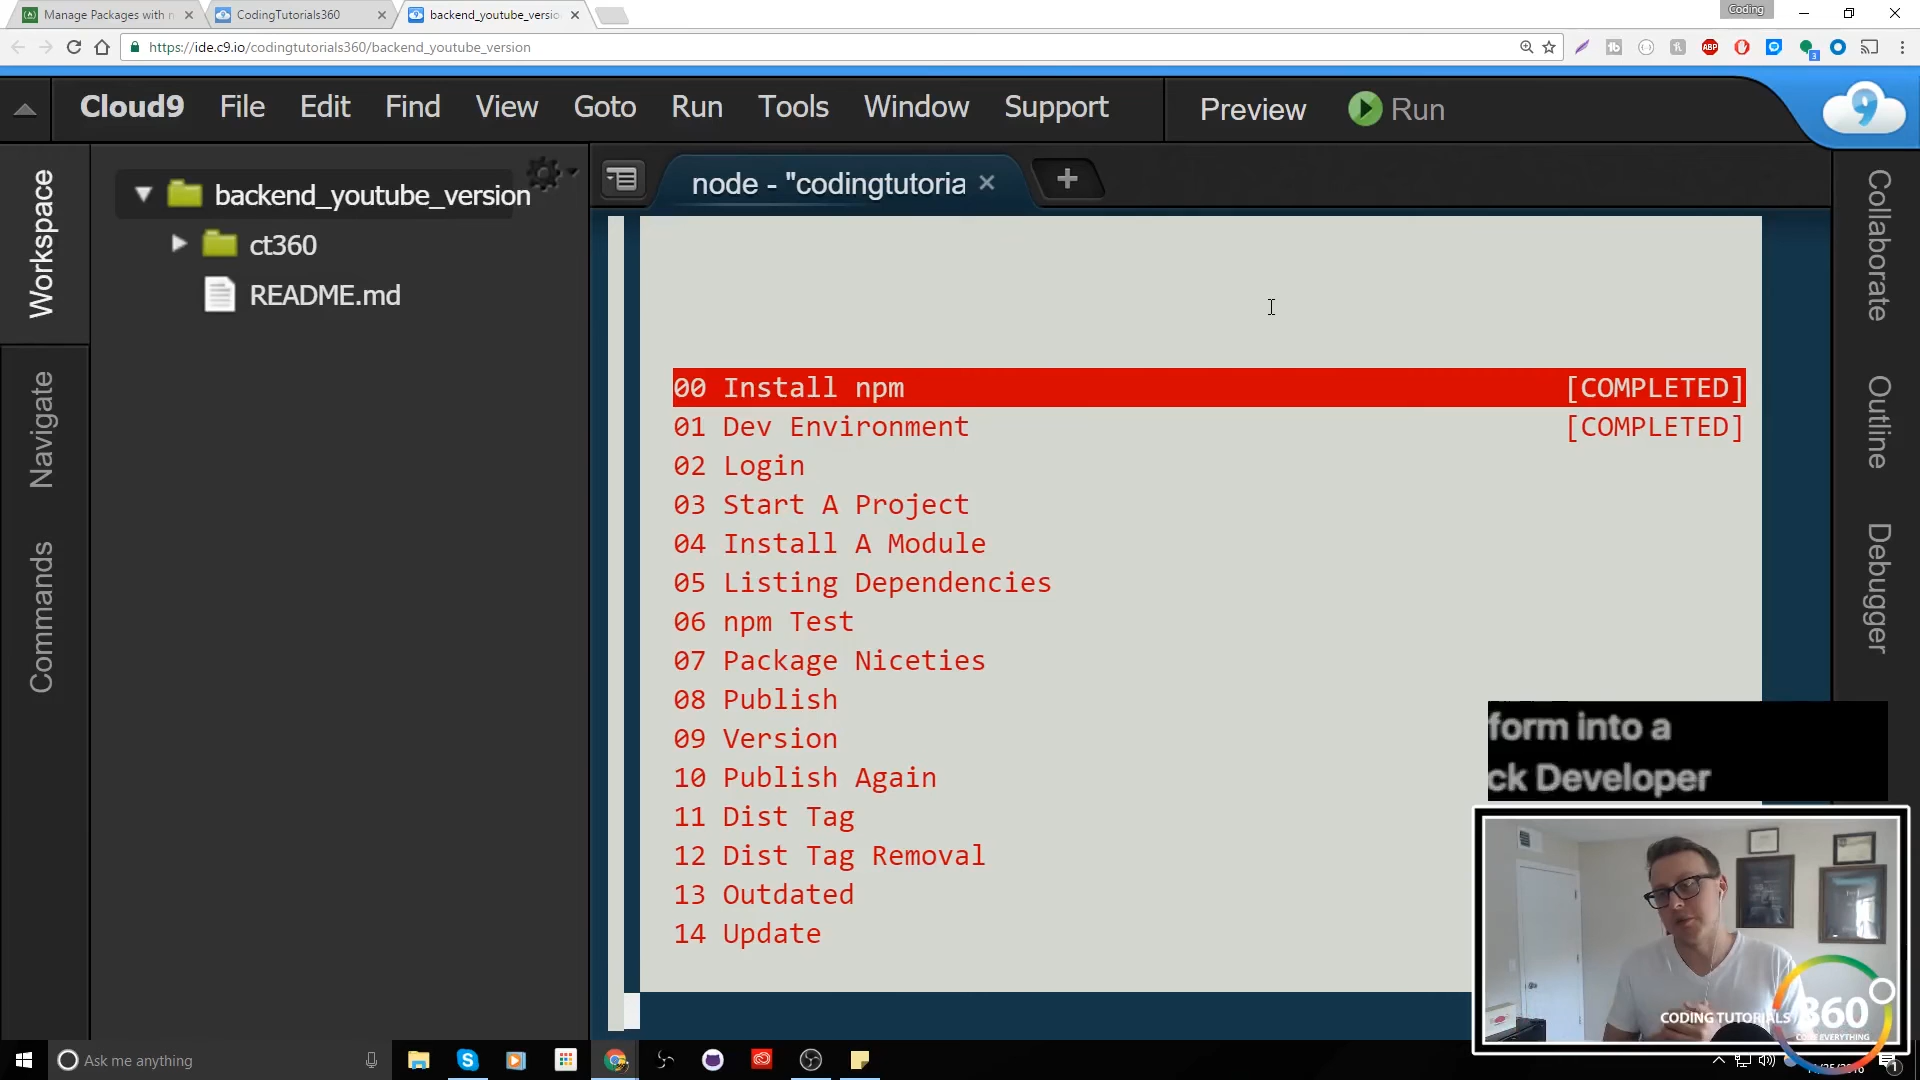 Manage Packages with n
CodingTutorials360
backend_youtube_versio
Coding
https://ide.c9.io/codingtutorials360/backend_youtube_version
Cloud9 File Edit Find View Goto Run Tools Window Support Preview Run
Workspace
Navigate
Commands
backend_youtube_version
ct360
README.md
node - "codingtutoria
00 Install npm [COMPLETED]
01 Dev Environment [COMPLETED]
02 Login
03 Start A Project
04 Install A Module
05 Listing Dependencies
06 npm Test
07 Package Niceties
08 Publish
09 Version
10 Publish Again
11 Dist Tag
12 Dist Tag Removal
13 Outdated
14 Update
Collaborate
Outline
Debugger
form into a
ck Developer
CODING TUTORIALS 360
CODE EVERYTHING
Ask me anything